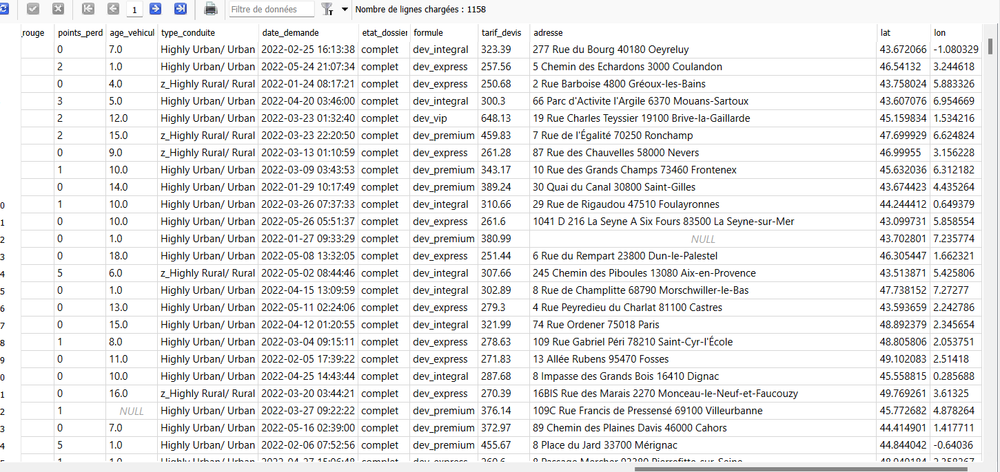 1 Filtre de données Nombre de lignes chargées : 1158
_rouge points_perd age_vehicul type_conduite date_demande etat_dossier formule tarif_devis adresse lat lon
0 7.0 Highly Urban/ Urban 2022-02-25 16:13:38 complet dev_integral 323.39 277 Rue du Bourg 40180 Oeyreluy 43.672066 -1.080329
2 1.0 Highly Urban/ Urban 2022-05-24 21:07:34 complet dev_express 257.56 5 Chemin des Echardons 3000 Coulandon 46.54132 3.244618
0 4.0 z_Highly Rural/ Rural 2022-01-24 08:17:21 complet dev_express 250.68 2 Rue Barboise 4800 Gréoux-les-Bains 43.758024 5.883326
3 5.0 Highly Urban/ Urban 2022-04-20 03:46:00 complet dev_integral 300.3 66 Parc d'Activite l'Argile 6370 Mouans-Sartoux 43.607076 6.954669
2 12.0 Highly Urban/ Urban 2022-03-23 01:32:40 complet dev_vip 648.13 19 Rue Charles Teyssier 19100 Brive-la-Gaillarde 45.159834 1.534216
2 15.0 z_Highly Rural/ Rural 2022-03-23 22:20:50 complet dev_premium 459.83 7 Rue de l'Égalité 70250 Ronchamp 47.699929 6.624824
0 9.0 z_Highly Rural/ Rural 2022-03-13 01:10:59 complet dev_express 261.28 87 Rue des Chauvelles 58000 Nevers 46.99955 3.156228
1 10.0 Highly Urban/ Urban 2022-03-09 03:43:53 complet dev_premium 343.17 10 Rue des Grands Champs 73460 Frontenex 45.632036 6.312182
0 14.0 Highly Urban/ Urban 2022-01-29 10:17:49 complet dev_premium 389.24 30 Quai du Canal 30800 Saint-Gilles 43.674423 4.435264
0 1 10.0 Highly Urban/ Urban 2022-03-26 07:37:33 complet dev_integral 310.66 29 Rue de Rigaudou 47510 Foulayronnes 44.244412 0.649379
1 0 10.0 Highly Urban/ Urban 2022-05-26 05:51:37 complet dev_express 261.6 1041 D 216 La Seyne A Six Fours 83500 La Seyne-sur-Mer 43.099731 5.858554
2 0 1.0 Highly Urban/ Urban 2022-01-27 09:33:29 complet dev_premium 380.99 NULL 43.702801 7.235774
3 0 18.0 Highly Urban/ Urban 2022-05-08 13:32:05 complet dev_express 251.44 6 Rue du Rempart 23800 Dun-le-Palestel 46.305447 1.662321
4 5 6.0 z_Highly Rural/ Rural 2022-05-02 08:44:46 complet dev_integral 307.66 245 Chemin des Piboules 13080 Aix-en-Provence 43.513871 5.425806
5 0 1.0 Highly Urban/ Urban 2022-04-15 13:09:59 complet dev_integral 302.89 8 Rue de Champlitte 68790 Morschwiller-le-Bas 47.738152 7.27277
6 0 13.0 Highly Urban/ Urban 2022-05-11 02:24:06 complet dev_express 279.3 4 Rue Peyredieu du Charlat 81100 Castres 43.593659 2.242786
7 0 15.0 Highly Urban/ Urban 2022-04-12 01:20:55 complet dev_integral 321.99 74 Rue Ordener 75018 Paris 48.892379 2.345654
8 1 8.0 Highly Urban/ Urban 2022-03-04 09:15:11 complet dev_express 278.63 109 Rue Gabriel Péri 78210 Saint-Cyr-l'École 48.805806 2.053751
9 0 11.0 Highly Urban/ Urban 2022-02-05 17:39:22 complet dev_express 271.83 13 Allée Rubens 95470 Fosses 49.102083 2.51418
0 0 10.0 Highly Urban/ Urban 2022-04-25 14:43:44 complet dev_integral 287.68 8 Impasse des Grands Bois 16410 Dignac 45.558815 0.285688
1 0 16.0 z_Highly Rural/ Rural 2022-03-20 03:44:21 complet dev_express 270.39 16BIS Rue des Marais 2270 Monceau-le-Neuf-et-Faucouzy 49.769261 3.61325
2 1 NULL Highly Urban/ Urban 2022-03-27 09:22:22 complet dev_premium 376.14 109C Rue Francis de Pressensé 69100 Villeurbanne 45.772682 4.878264
3 0 7.0 Highly Urban/ Urban 2022-05-16 02:39:00 complet dev_premium 372.97 89 Chemin des Plaines Davis 46000 Cahors 44.414901 1.417711
4 5 1.0 Highly Urban/ Urban 2022-02-06 07:52:56 complet dev_premium 455.67 8 Place du Jard 33700 Mérignac 44.844042 -0.64036
Highly Urban/ Urban complet dev_express